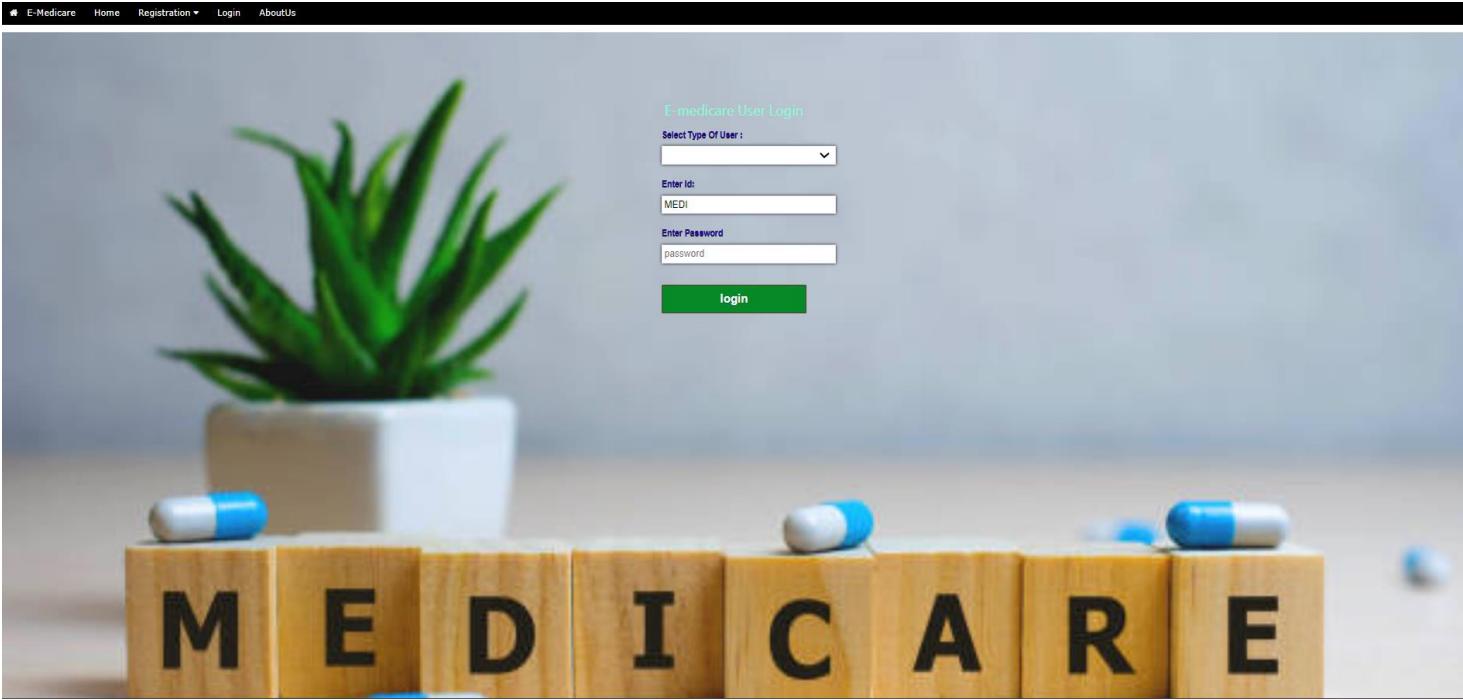 E-Medicare Home Registration Login AboutUs
E-medicare User Login
Select Type Of User :
Enter Id:
MEDI
Enter Password
password
login
MEDICARE